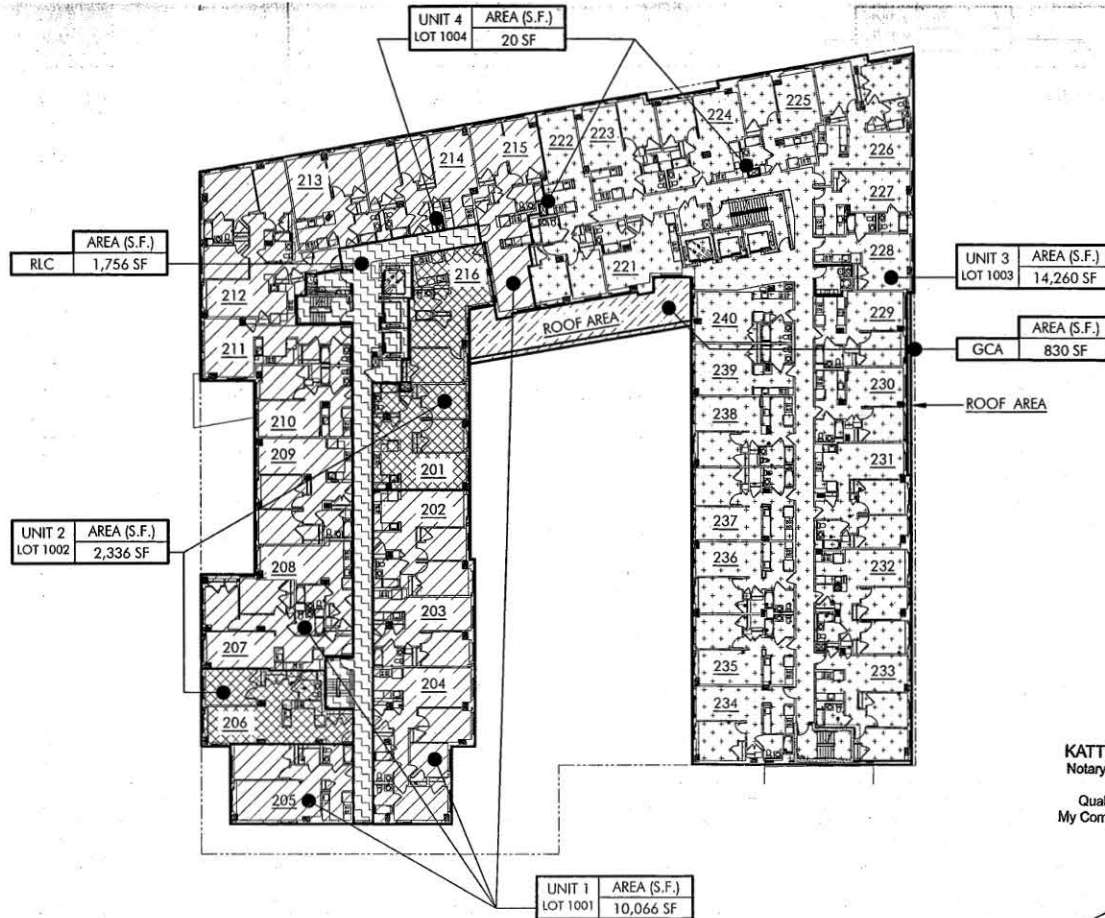 UNIT 4
LOT 1004
AREA (S.F.)
20 SF
225
224
223
222
215
214
213
226
227
228
RLC
AREA (S.F.)
1,756 SF
216
221
UNIT 3
LOT 1003
AREA (S.F.)
14,260 SF
212
211
ROOF AREA
240
229
GCA
AREA (S.F.)
830 SF
239
230
ROOF AREA
210
238
209
201
231
202
237
UNIT 2
LOT 1002
AREA (S.F.)
2,336 SF
236
208
232
203
207
235
233
204
206
234
KATT
Notary
Qual
My Com
205
UNIT 1
LOT 1001
AREA (S.F.)
10,066 SF